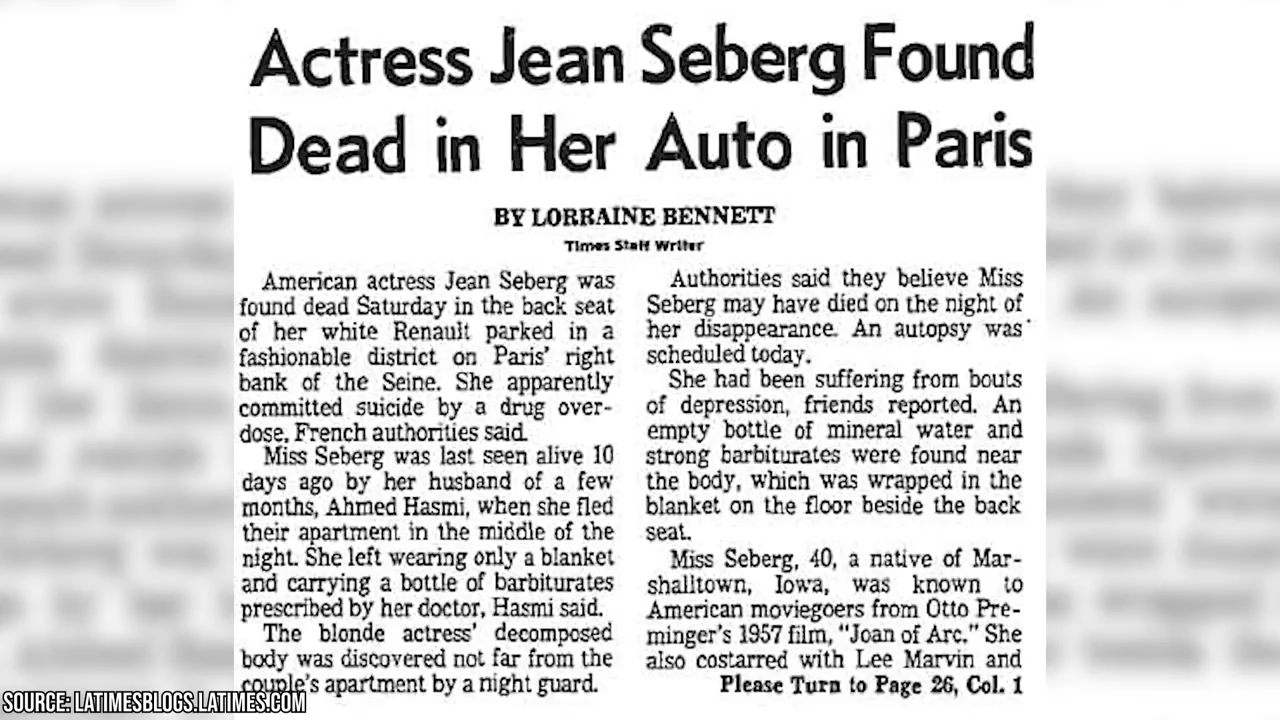 Actress Jean Seberg Found
Dead in Her Auto in Paris
BY LORRAINE BENNETT
Times Staff Writer
American actress Jean Seberg was
found dead Saturday in the back seat
of her white Renault parked in a
fashionable district on Paris' right
bank of the Seine. She apparently
committed suicide by a drug over-
dose, French authorities said.
Miss Seberg was last seen alive 10
days ago by her husband of a few
months, Ahmed Hasmi, when she fled
their apartment in the middle of the
night. She left wearing only a blanket
and carrying a bottle of barbiturates
prescribed by her doctor, Hasmi said.
The blonde actress' decomposed
body was discovered not far from the
couple's apartment by a night guard.
Authorities said they believe Miss
Seberg may have died on the night of
her disappearance. An autopsy was
scheduled today.
She had been suffering from bouts
of depression, friends reported. An
empty bottle of mineral water and
strong barbiturates were found near
the body, which was wrapped in the
blanket on the floor beside the back
seat.
Miss Seberg, 40, a native of Mar-
shalltown, Iowa, was known to
American moviegoers from Otto Pre-
minger's 1957 film, "Joan of Arc." She
also costarred with Lee Marvin and
Please Turn to Page 26, Col. 1
SOURCE: LATIMESBLOGS.LATIMES.COM